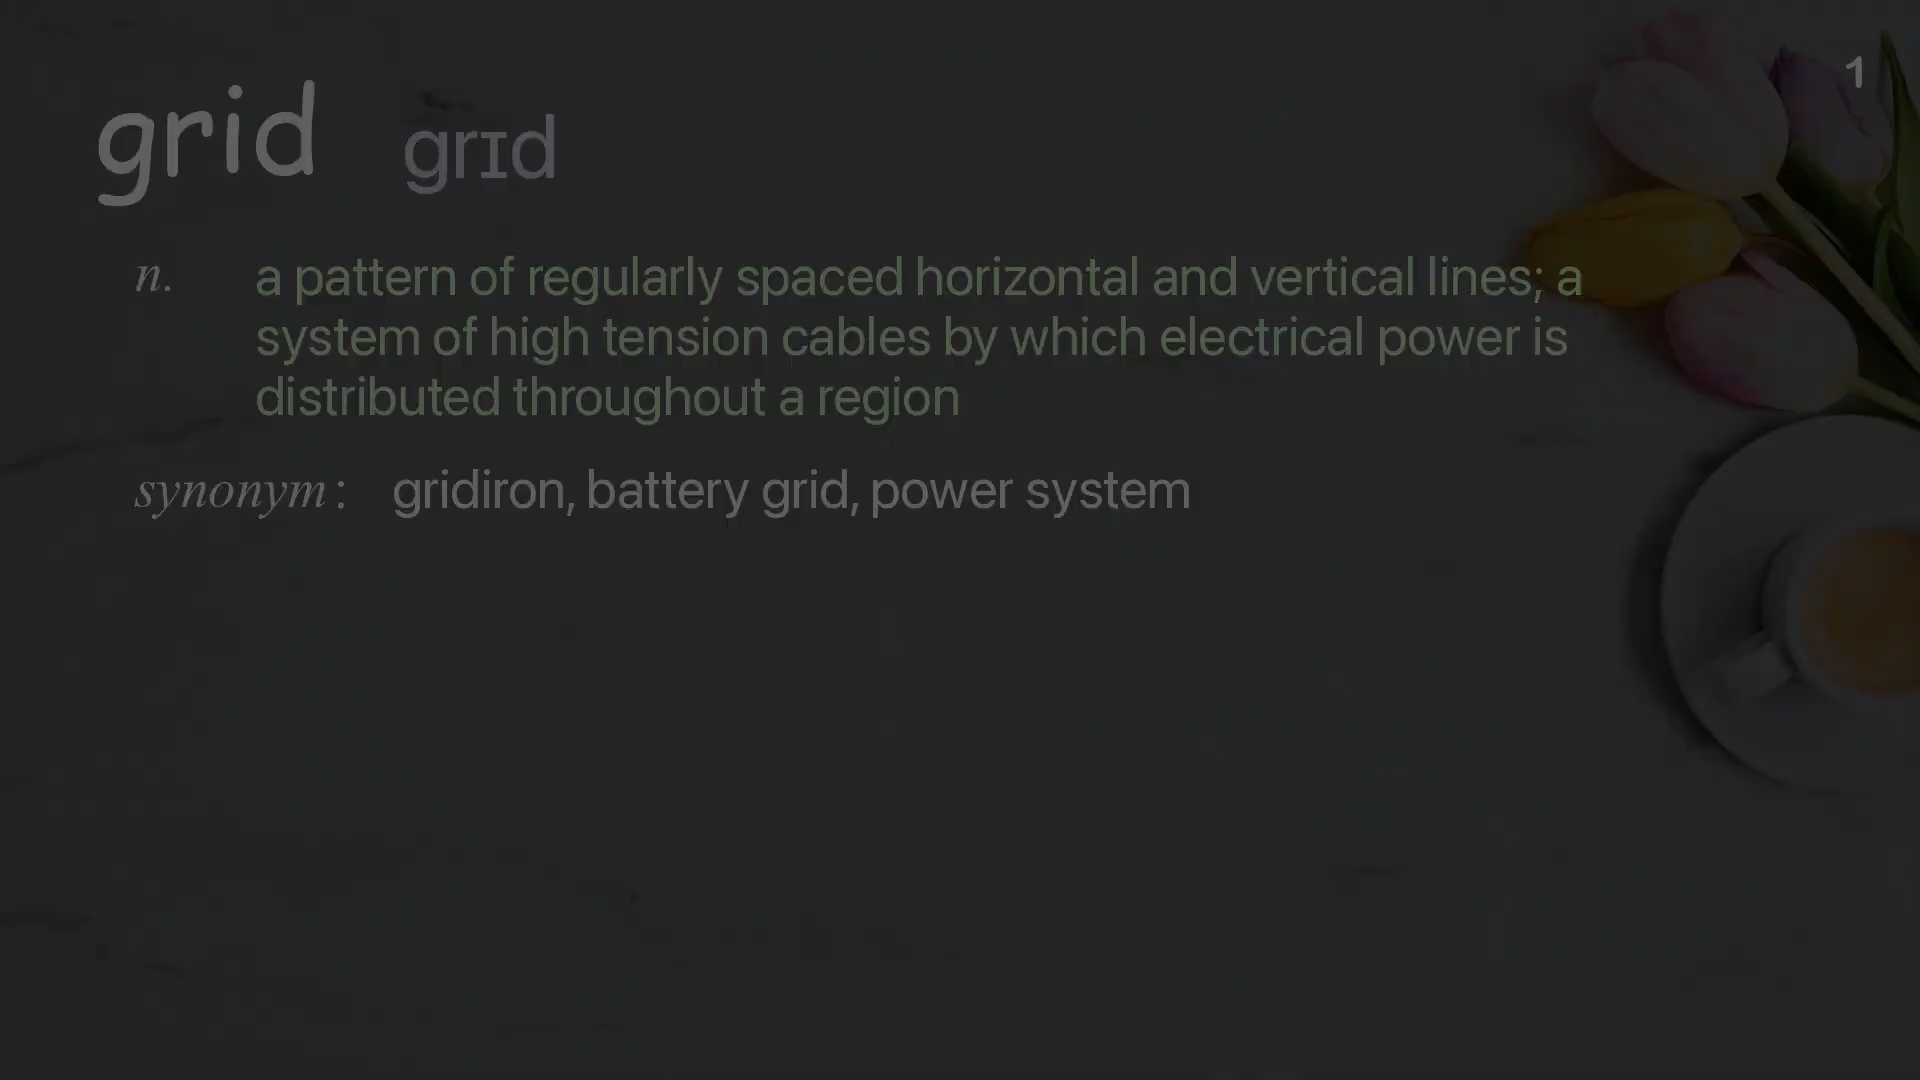 1
grid grɪd
n. a pattern of regularly spaced horizontal and vertical lines; a
system of high tension cables by which electrical power is
distributed throughout a region
synonym : gridiron, battery grid, power system